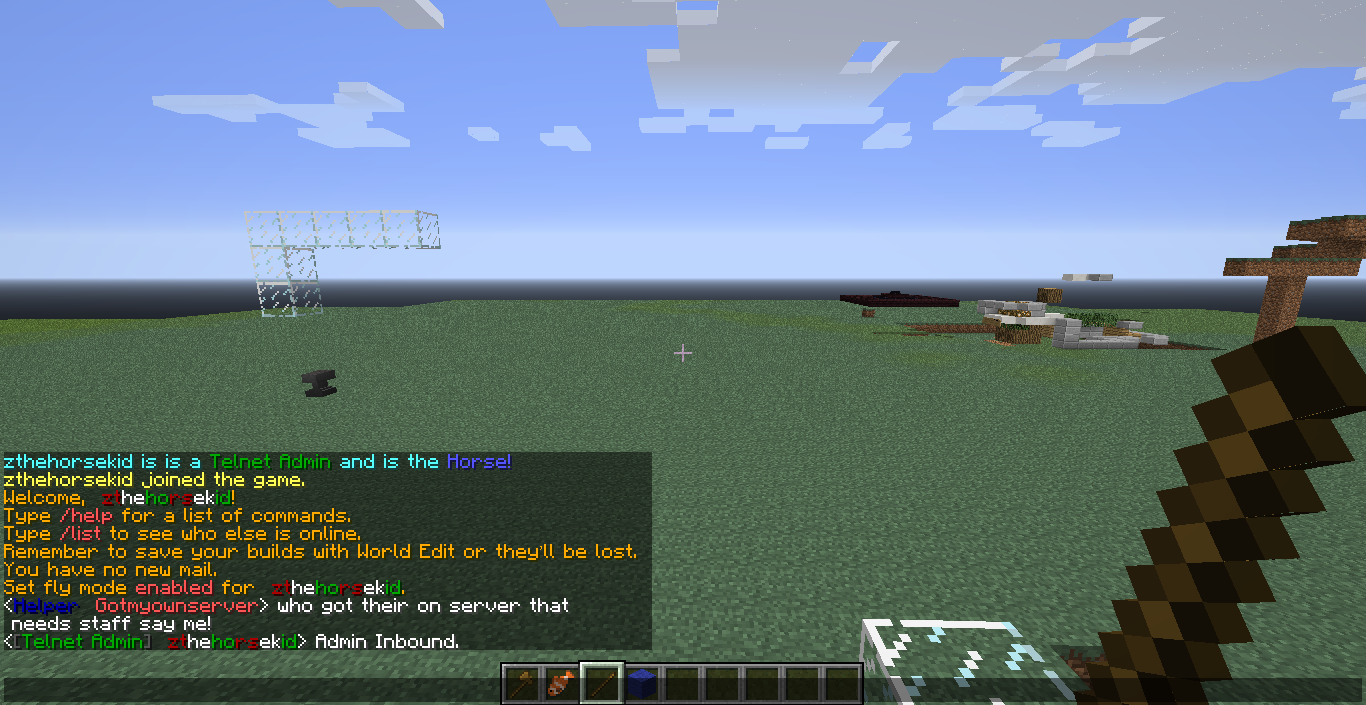 zthehorsekid is is a Telnet Admin and is the Horse!
zthehorsekid joined the game.
Welcome, zthehorsekid!
Type /help for a list of commands.
Type /list to see who else is online.
Remember to save your builds with World Edit or they'll be lost.
You have no new mail.
Set fly mode enabled for zthehorsekid.
<Helper Gotmyownserver> who got their on server that
needs staff say me!
<[Telnet Admin] zthehorsekid> Admin Inbound.